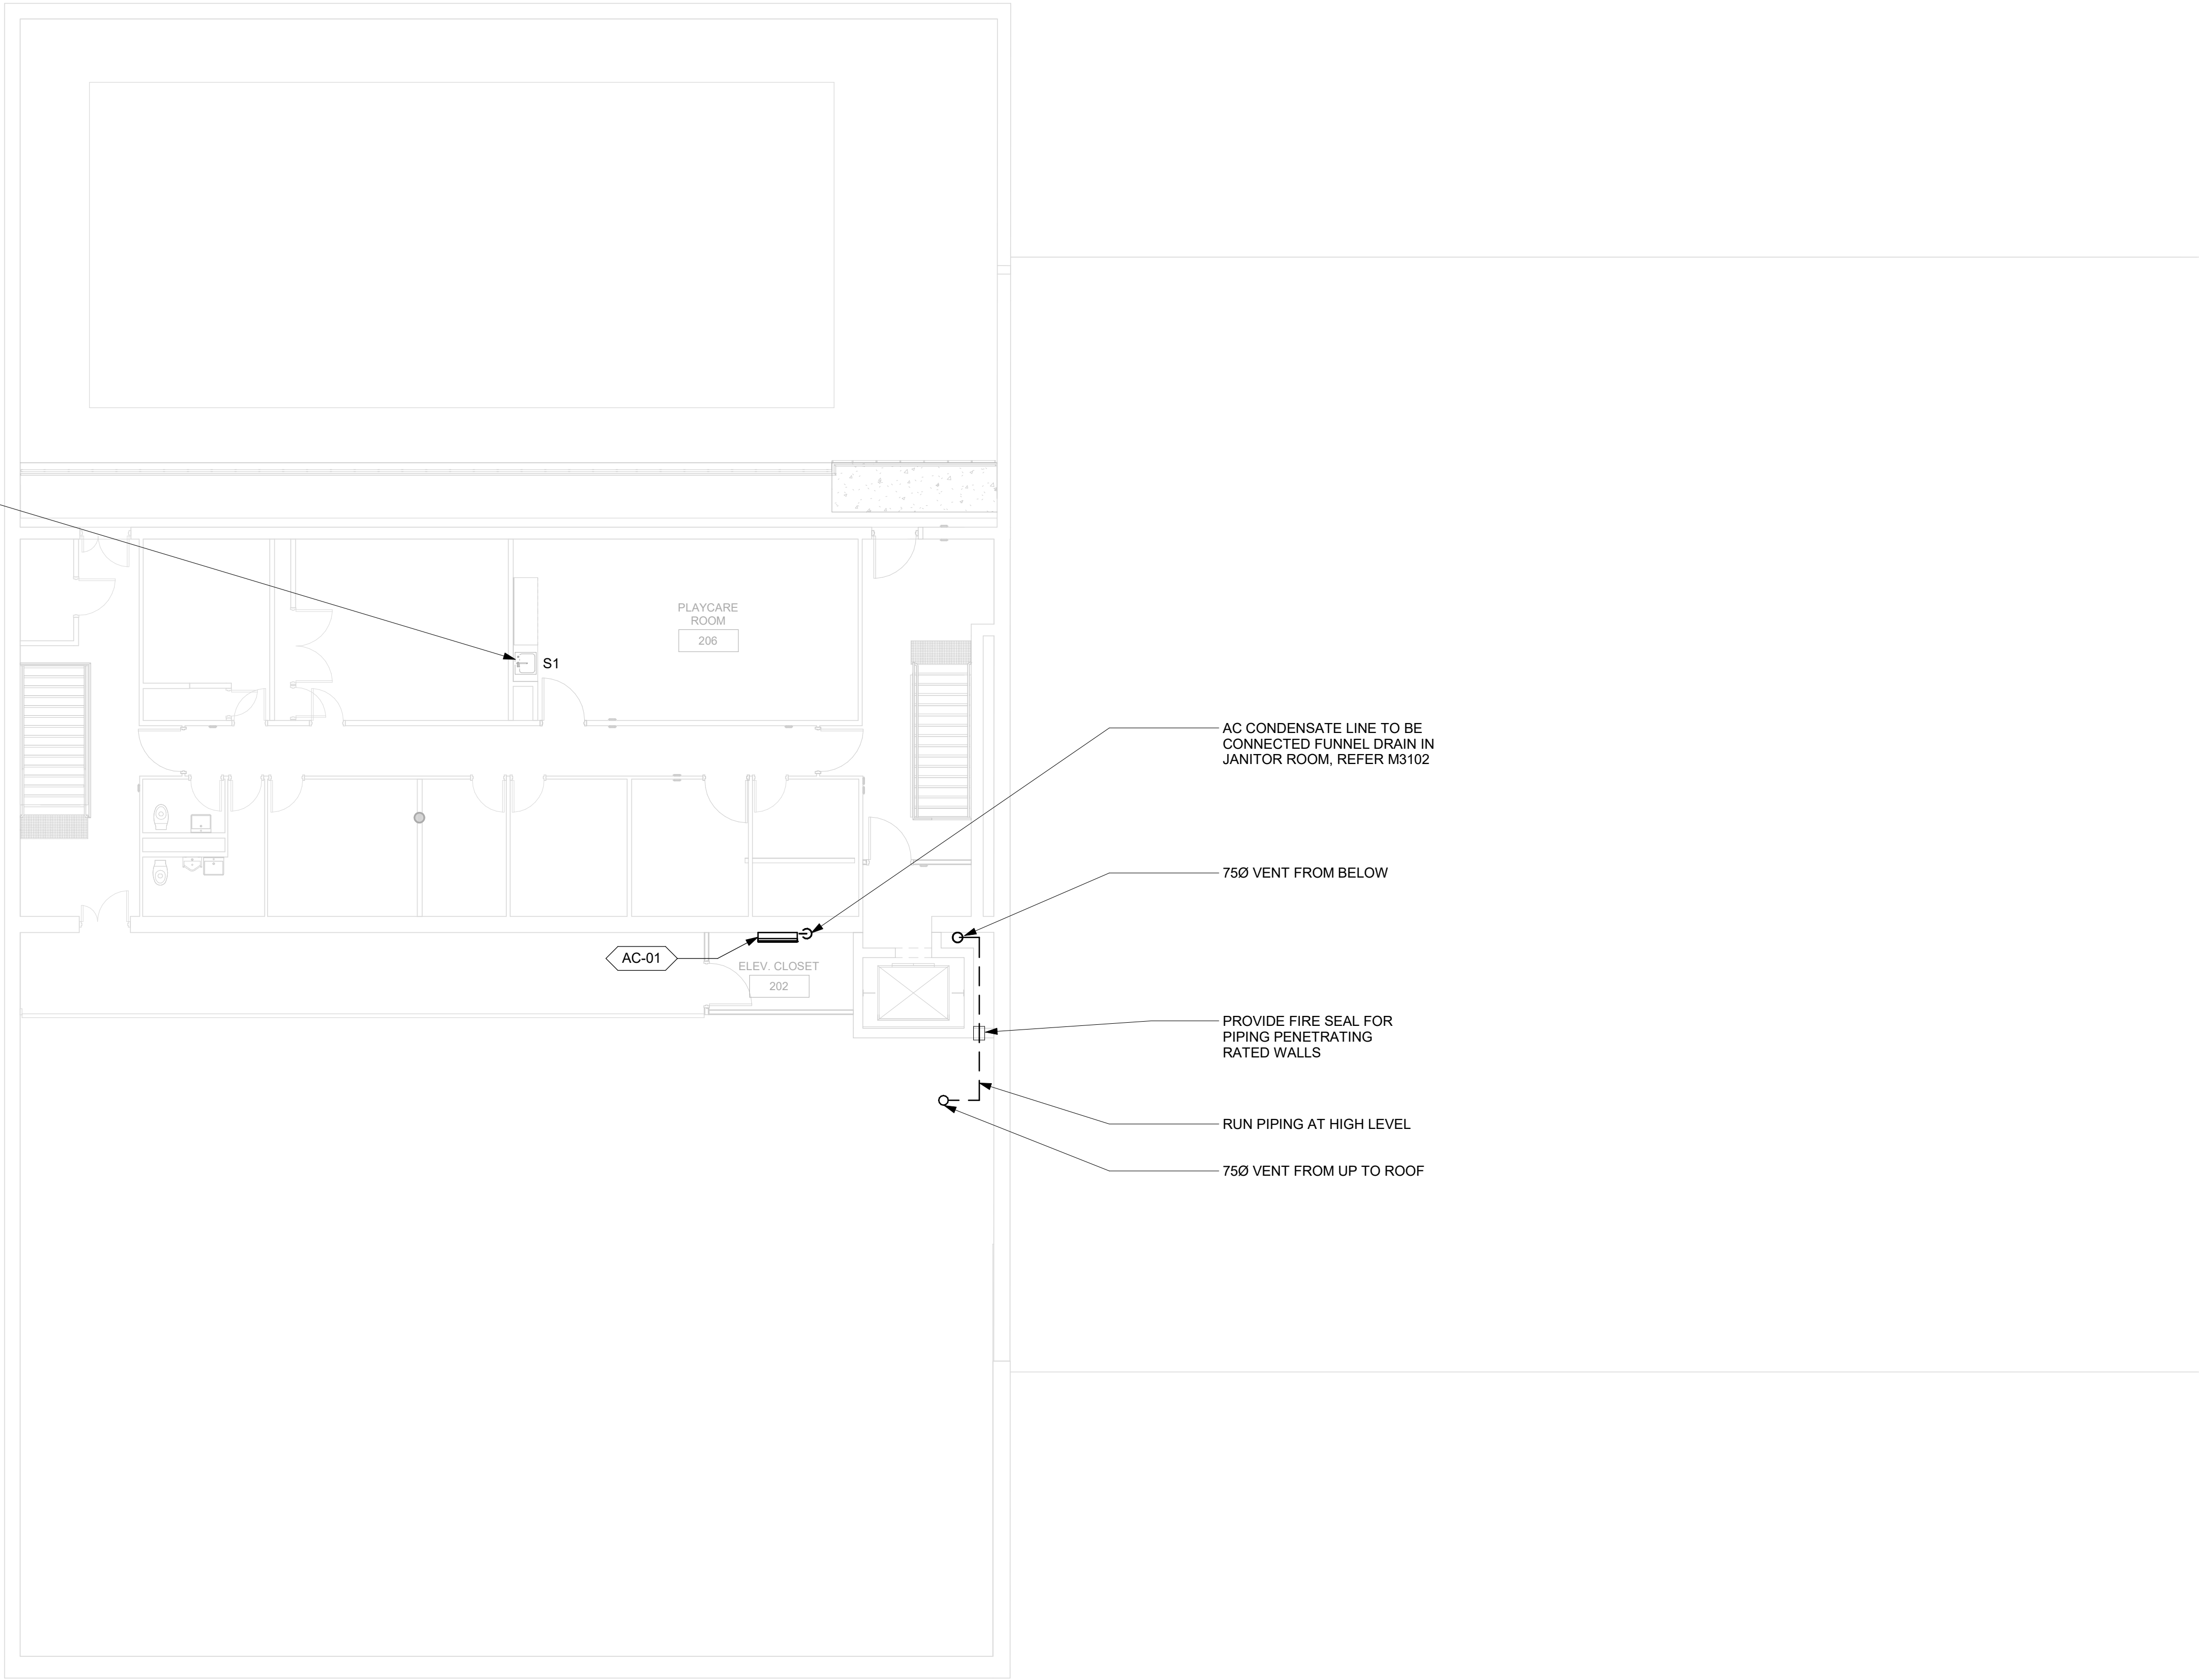 PLAYCARE
ROOM
206
S1
AC CONDENSATE LINE TO BE
CONNECTED FUNNEL DRAIN IN
JANITOR ROOM, REFER M3102
75Ø VENT FROM BELOW
AC-01
ELEV. CLOSET
202
PROVIDE FIRE SEAL FOR
PIPING PENETRATING
RATED WALLS
RUN PIPING AT HIGH LEVEL
75Ø VENT FROM UP TO ROOF